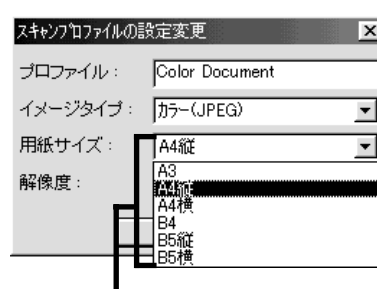 スキャンプロファイルの設定変更
プロファイル： Color Document
イメージタイプ： カラー(JPEG)
用紙サイズ： A4縦
解像度：
A3
A4縦
A4横
B4
B5縦
B5横